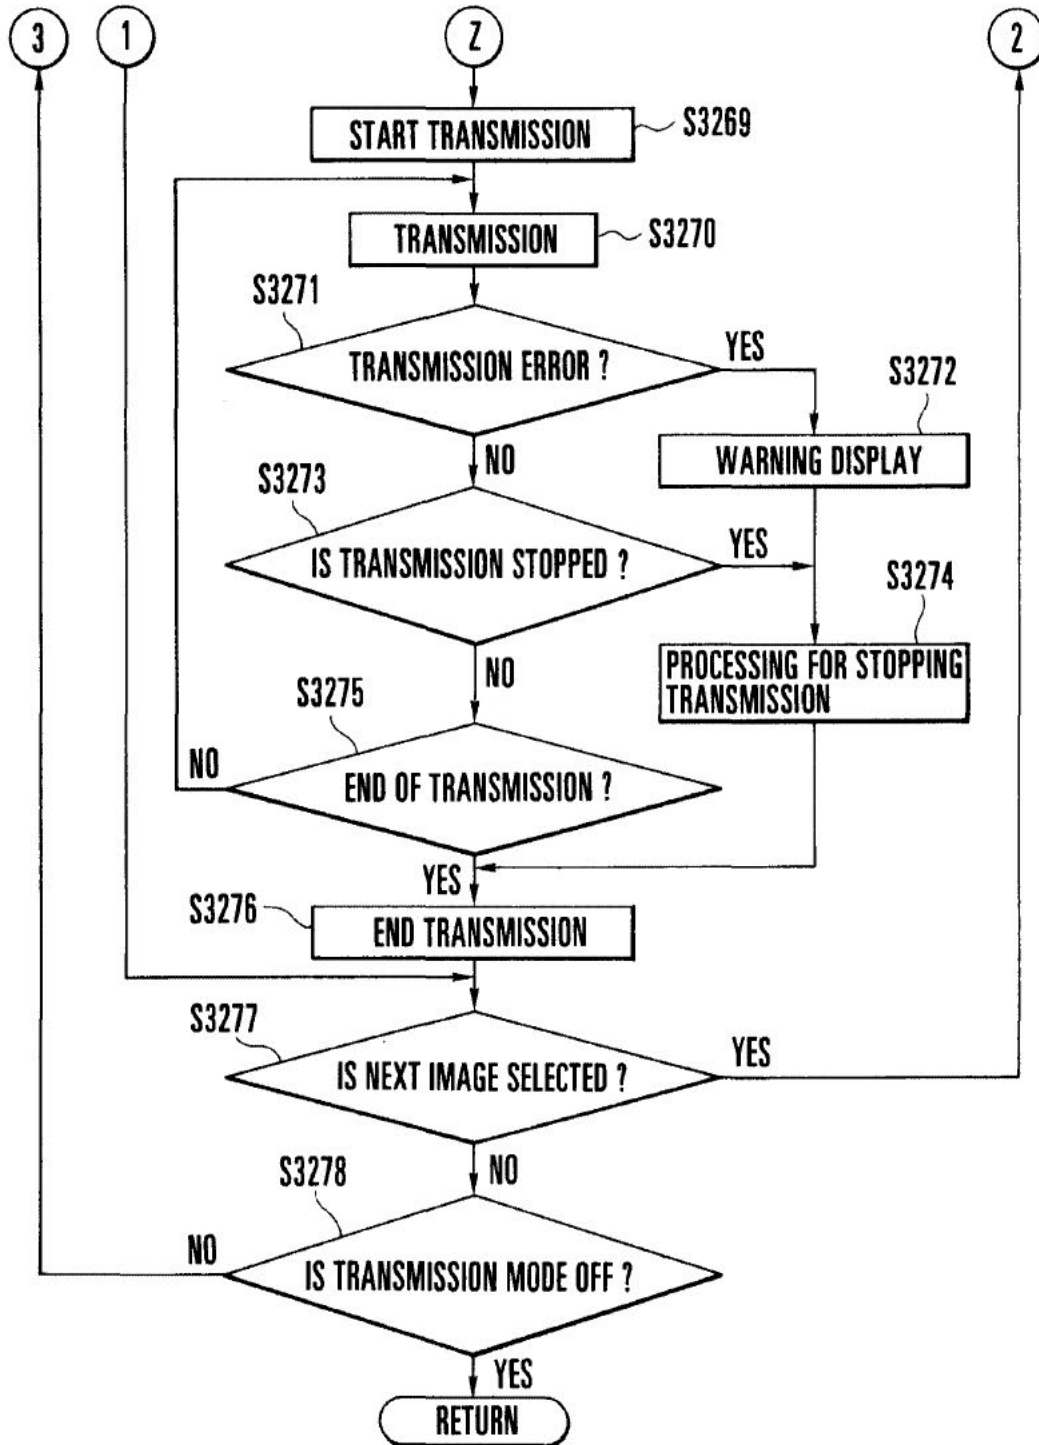 3 1 Z 2
START TRANSMISSION S3269
TRANSMISSION S3270
S3271
TRANSMISSION ERROR ? YES
S3272
WARNING DISPLAY
NO
S3273
IS TRANSMISSION STOPPED ? YES
S3274
PROCESSING FOR STOPPING
TRANSMISSION
NO
S3275
NO
END OF TRANSMISSION ?
YES
S3276
END TRANSMISSION
S3277
IS NEXT IMAGE SELECTED ? YES
NO
S3278
NO
IS TRANSMISSION MODE OFF ?
YES
RETURN